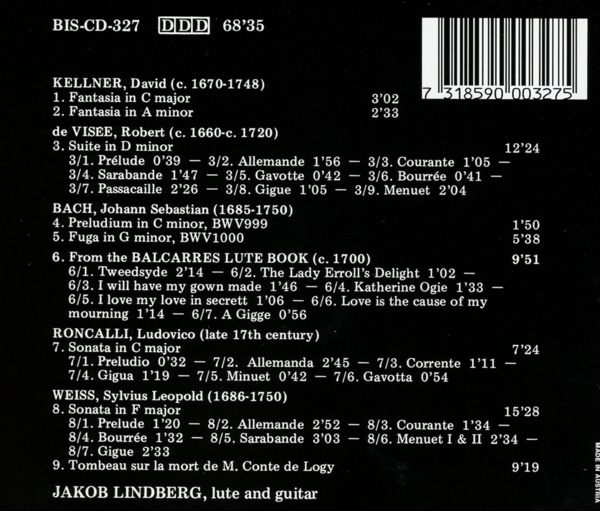 BIS-CD-327 DDD 68'35
7 318590 003275
KELLNER, David (c. 1670-1748)
1. Fantasia in C major 3'02
2. Fantasia in A minor 2'33
de VISEE, Robert (c. 1660-c. 1720)
3. Suite in D minor 12'24
3/1. Prélude 0'39 — 3/2. Allemande 1'56 — 3/3. Courante 1'05 —
3/4. Sarabande 1'47 — 3/5. Gavotte 0'42 — 3/6. Bourrée 0'41 —
3/7. Passacaille 2'26 — 3/8. Gigue 1'05 — 3/9. Menuet 2'04
BACH, Johann Sebastian (1685-1750)
4. Preludium in C minor, BWV999 1'50
5. Fuga in G minor, BWV1000 5'38
6. From the BALCARRES LUTE BOOK (c. 1700) 9'51
6/1. Tweedsyde 2'14 — 6/2. The Lady Erroll's Delight 1'02 —
6/3. I will have my gown made 1'46 — 6/4. Katherine Ogie 1'33 —
6/5. I love my love in secrett 1'06 — 6/6. Love is the cause of my
mourning 1'14 — 6/7. A Gigge 0'56
RONCALLI, Ludovico (late 17th century)
7. Sonata in C major 7'24
7/1. Preludio 0'32 — 7/2. Allemanda 2'45 — 7/3. Corrente 1'11 —
7/4. Gigua 1'19 — 7/5. Minuet 0'42 — 7/6. Gavotta 0'54
WEISS, Sylvius Leopold (1686-1750)
8. Sonata in F major 15'28
8/1. Prelude 1'20 — 8/2. Allemande 2'52 — 8/3. Courante 1'34 —
8/4. Bourrée 1'32 — 8/5. Sarabande 3'03 — 8/6. Menuet I & II 2'34 —
8/7. Gigue 2'33
9. Tombeau sur la mort de M. Conte de Logy 9'19
JAKOB LINDBERG, lute and guitar
MADE IN AUSTRIA